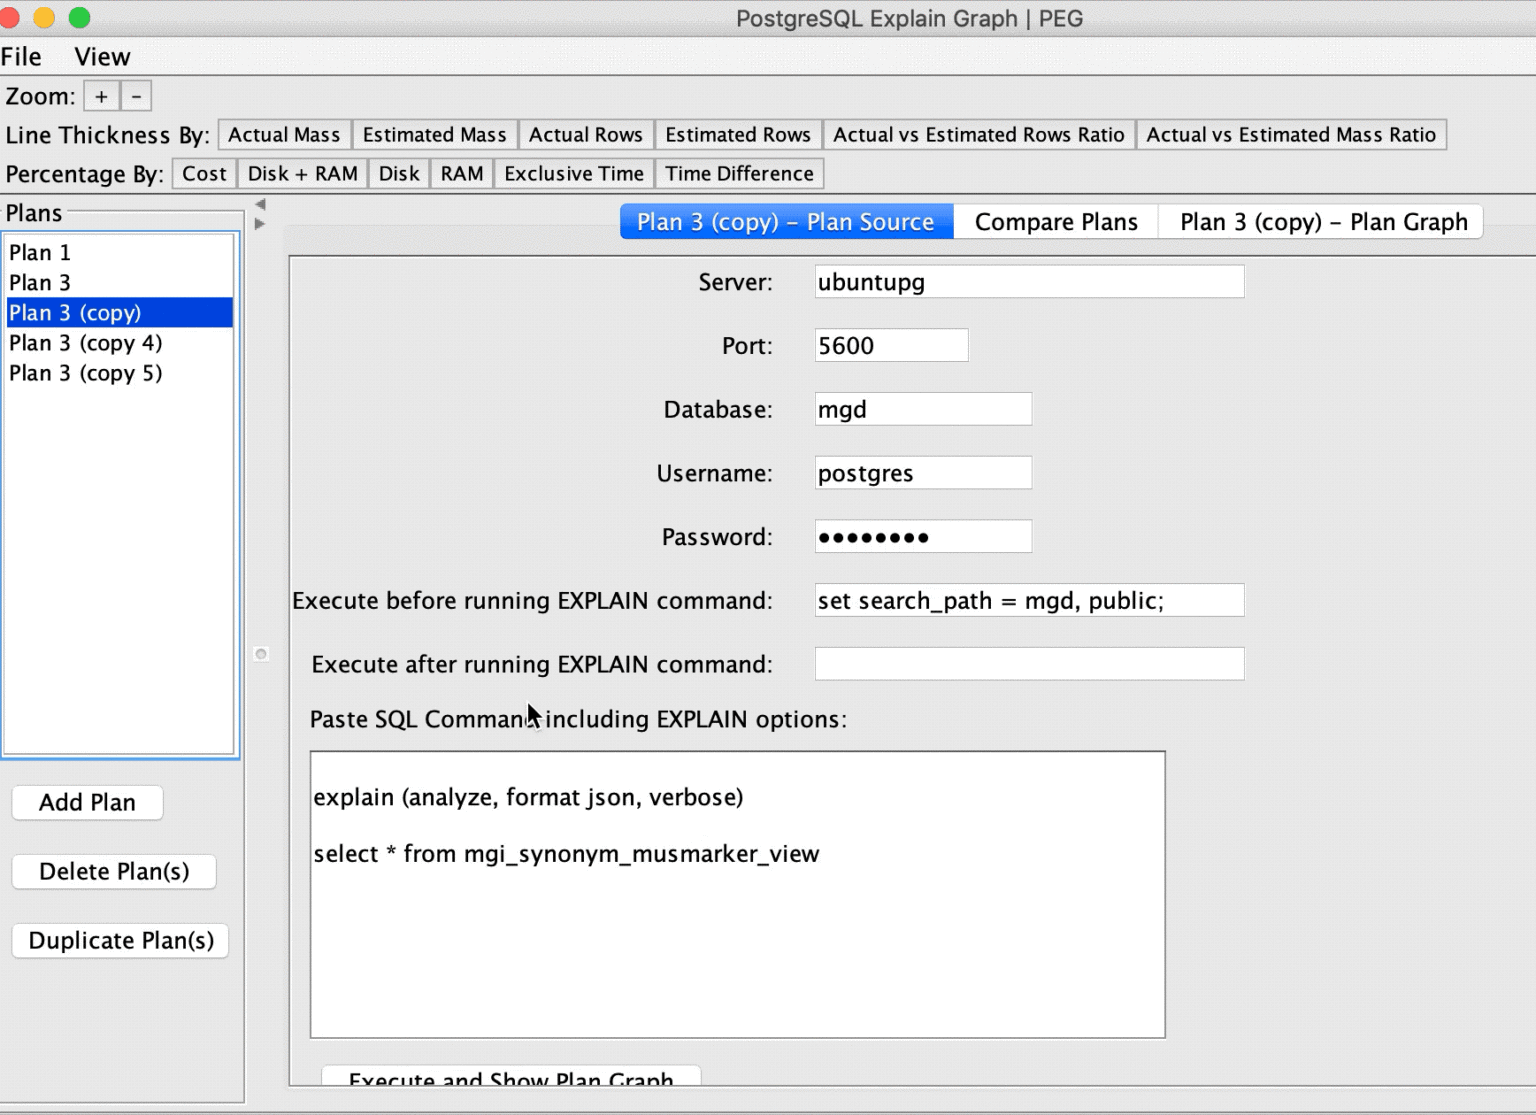 PostgreSQL Explain Graph | PEG
File View
Zoom: + -
Line Thickness By: Actual Mass Estimated Mass Actual Rows Estimated Rows Actual vs Estimated Rows Ratio Actual vs Estimated Mass Ratio
Percentage By: Cost Disk + RAM Disk RAM Exclusive Time Time Difference
Plans
Plan 1
Plan 3
Plan 3 (copy)
Plan 3 (copy 4)
Plan 3 (copy 5)
Add Plan
Delete Plan(s)
Duplicate Plan(s)
Plan 3 (copy) – Plan Source Compare Plans Plan 3 (copy) – Plan Graph
Server: ubuntupg
Port: 5600
Database: mgd
Username: postgres
Password: ●●●●●●●●
Execute before running EXPLAIN command: set search_path = mgd, public;
Execute after running EXPLAIN command:
Paste SQL Command including EXPLAIN options:
explain (analyze, format json, verbose)
select * from mgi_synonym_musmarker_view
Execute and Show Plan Graph